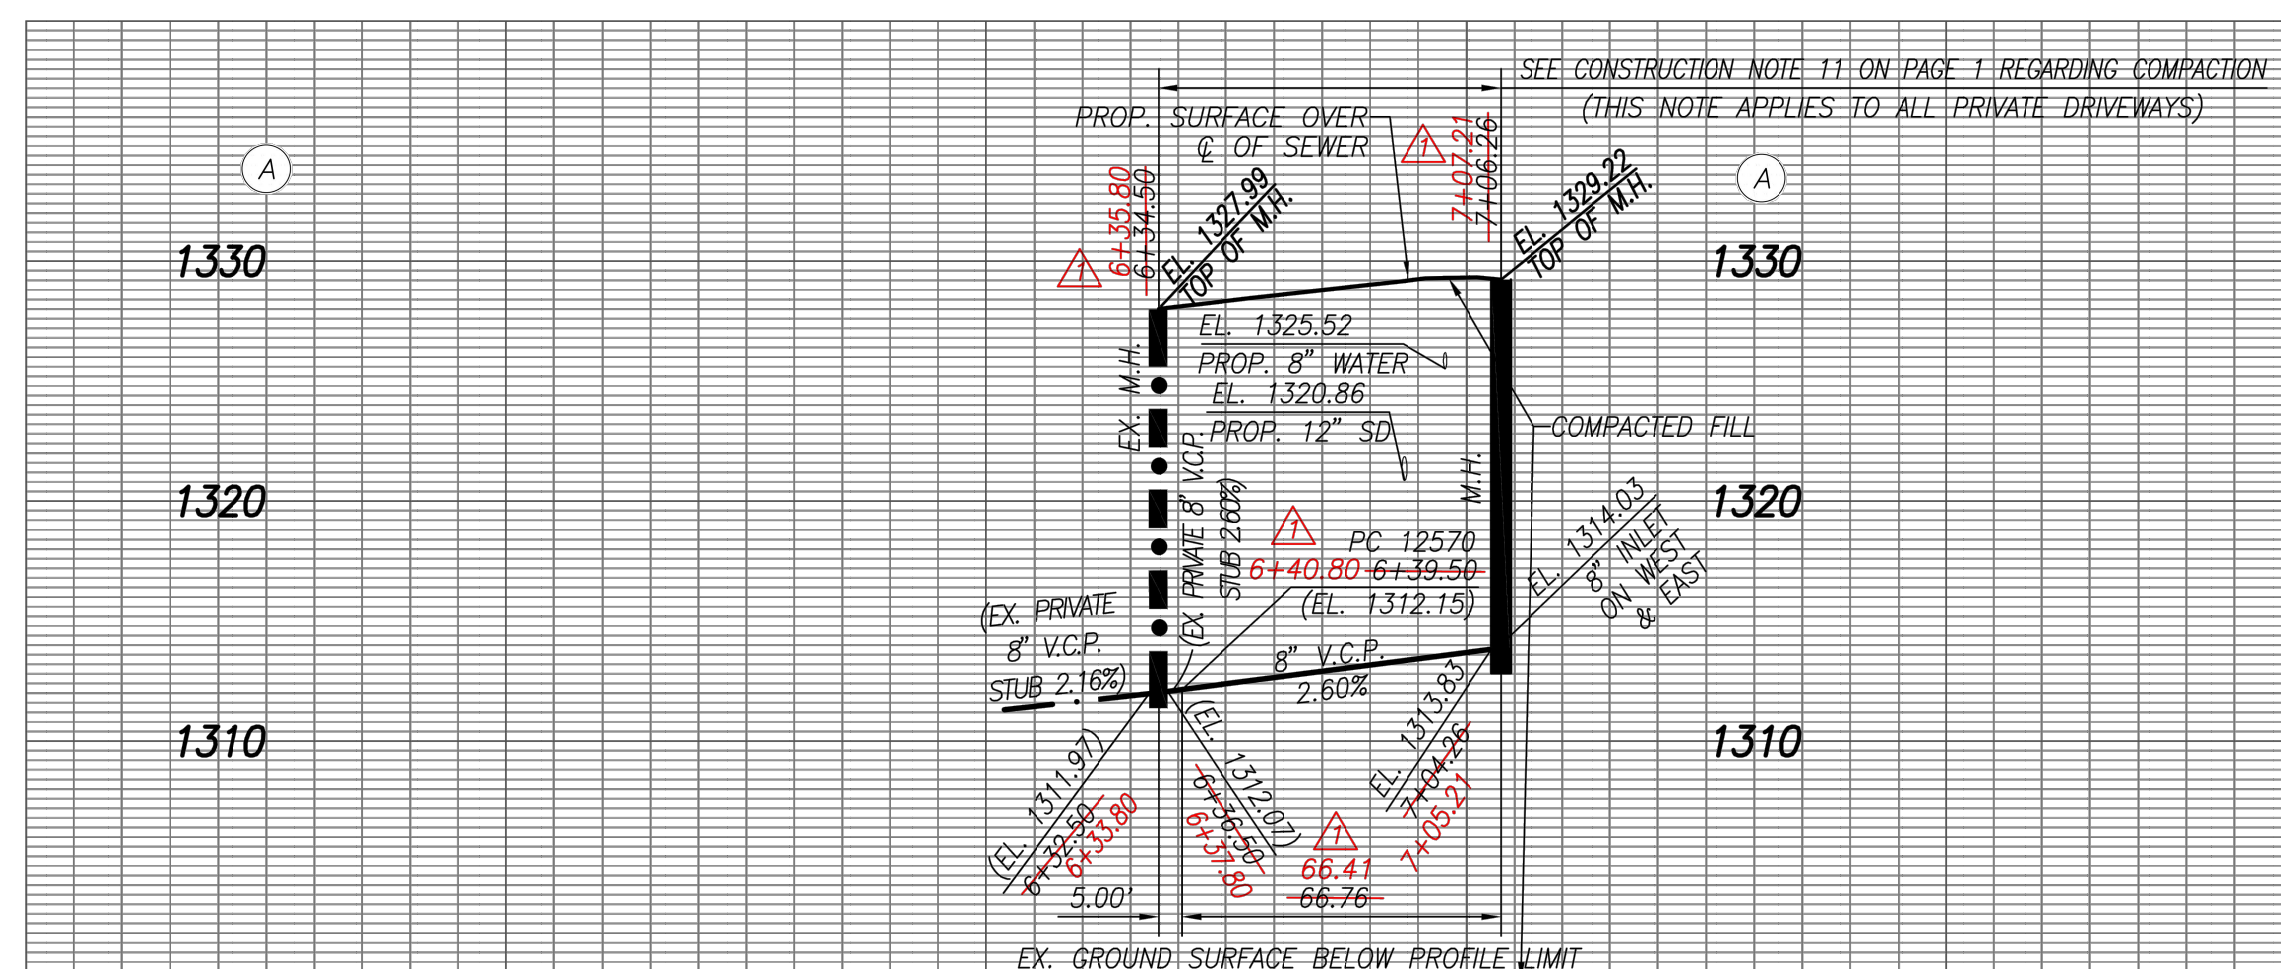 SEE CONSTRUCTION NOTE 11 ON PAGE 1 REGARDING COMPACTION
(THIS NOTE APPLIES TO ALL PRIVATE DRIVEWAYS)
PROP. SURFACE OVER
℄ OF SEWER
1
7+07.21
7+06.26
A
A
6+35.80
6+34.50
1
EL. 1327.99
TOP OF M.H.
EL. 1329.22
TOP OF M.H.
1330
1330
EL. 1325.52
PROP. 8" WATER
EL. 1320.86
PROP. 12" SD
EX. M.H.
COMPACTED FILL
M.H.
(EX. PRIVATE 8" V.C.P.
STUB 2.60%)
1320
1320
EL. 1314.03
8" INLET
ON WEST
& EAST
1
PC 12570
6+40.80 6+39.50
(EL. 1312.15)
(EX. PRIVATE
8" V.C.P.
STUB 2.16%)
8" V.C.P.
2.60%
1310
1310
(EL. 1311.97)
6+32.50
6+33.80
(EL. 1312.07)
6+36.50
6+37.80
EL. 1313.83
7+04.26
7+05.21
1
66.41
66.76
5.00'
EX. GROUND SURFACE BELOW PROFILE LIMIT